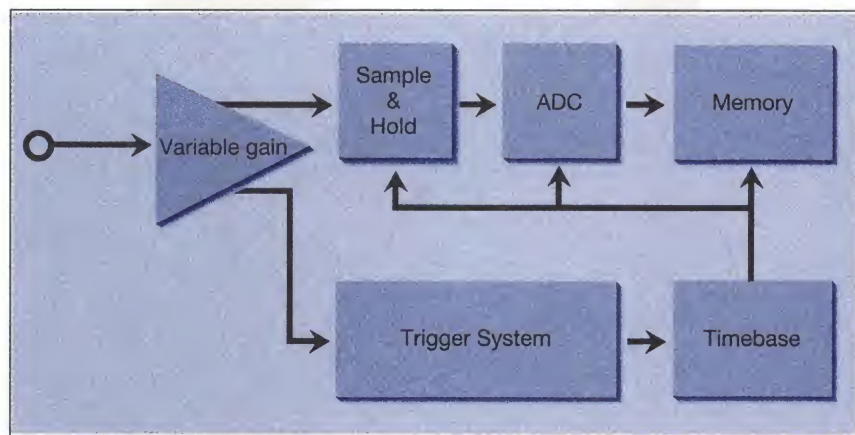 Sample
&
Hold
ADC
Memory
Variable gain
Trigger System
Timebase